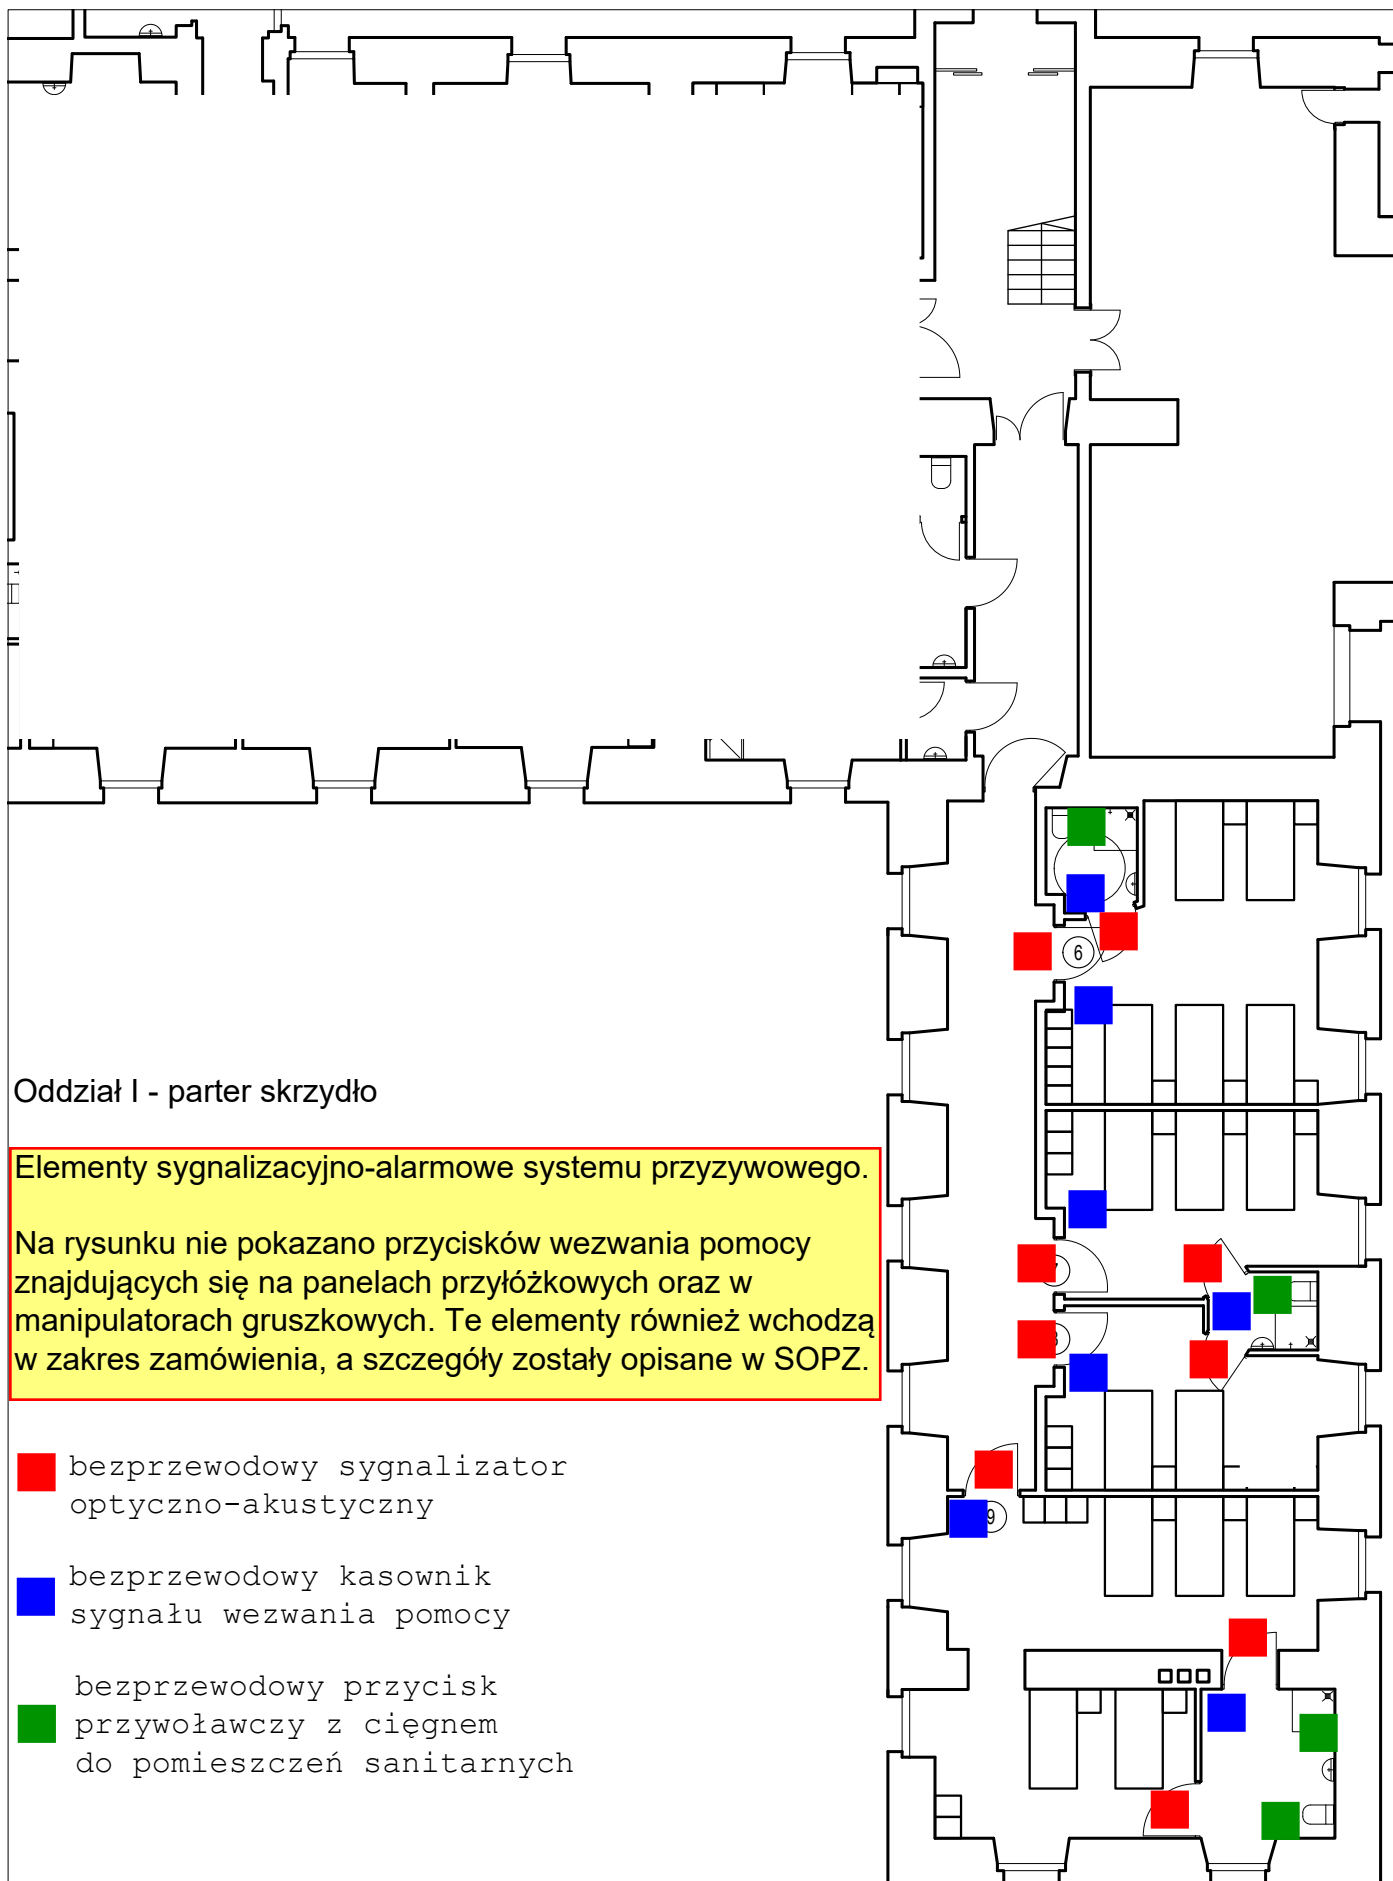 6
Oddział I - parter skrzydło
Elementy sygnalizacyjno-alarmowe systemu przyzywowego.
Na rysunku nie pokazano przycisków wezwania pomocy
znajdujących się na panelach przyłóżkowych oraz w
manipulatorach gruszkowych. Te elementy również wchodzą
w zakres zamówienia, a szczegóły zostały opisane w SOPZ.
bezprzewodowy sygnalizator
optyczno-akustyczny
9
bezprzewodowy kasownik
sygnału wezwania pomocy
bezprzewodowy przycisk
przywoławczy z cięgnem
do pomieszczeń sanitarnych